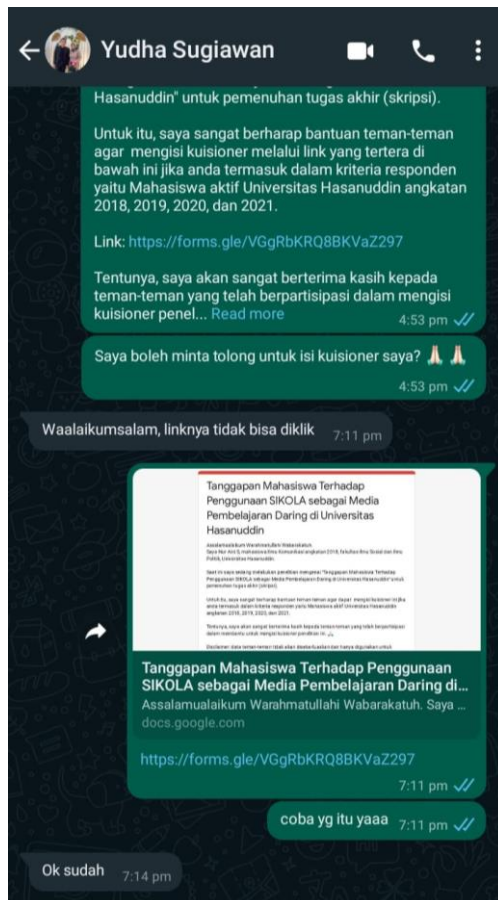 Yudha Sugiawan
Hasanuddin" untuk pemenuhan tugas akhir (skripsi).
Untuk itu, saya sangat berharap bantuan teman-teman
agar mengisi kuisioner melalui link yang tertera di
bawah ini jika anda termasuk dalam kriteria responden
yaitu Mahasiswa aktif Universitas Hasanuddin angkatan
2018, 2019, 2020, dan 2021.
Link: https://forms.gle/VGgRbKRQ8BKVaZ297
Tentunya, saya akan sangat berterima kasih kepada
teman-teman yang telah berpartisipasi dalam mengisi
kuisioner penel... Read more
4:53 pm
Saya boleh minta tolong untuk isi kuisioner saya? 🙏🏻 🙏🏻
4:53 pm
Waalaikumsalam, linknya tidak bisa diklik 7:11 pm
Tanggapan Mahasiswa Terhadap
Penggunaan SIKOLA sebagai Media
Pembelajaran Daring di Universitas
Hasanuddin
Assalamualaikum Warahmatullahi Wabarakatuh.
Tanggapan Mahasiswa Terhadap Penggunaan
SIKOLA sebagai Media Pembelajaran Daring di...
Assalamualaikum Warahmatullahi Wabarakatuh. Saya ...
docs.google.com
https://forms.gle/VGgRbKRQ8BKVaZ297
7:11 pm
coba yg itu yaaa 7:11 pm
Ok sudah 7:14 pm